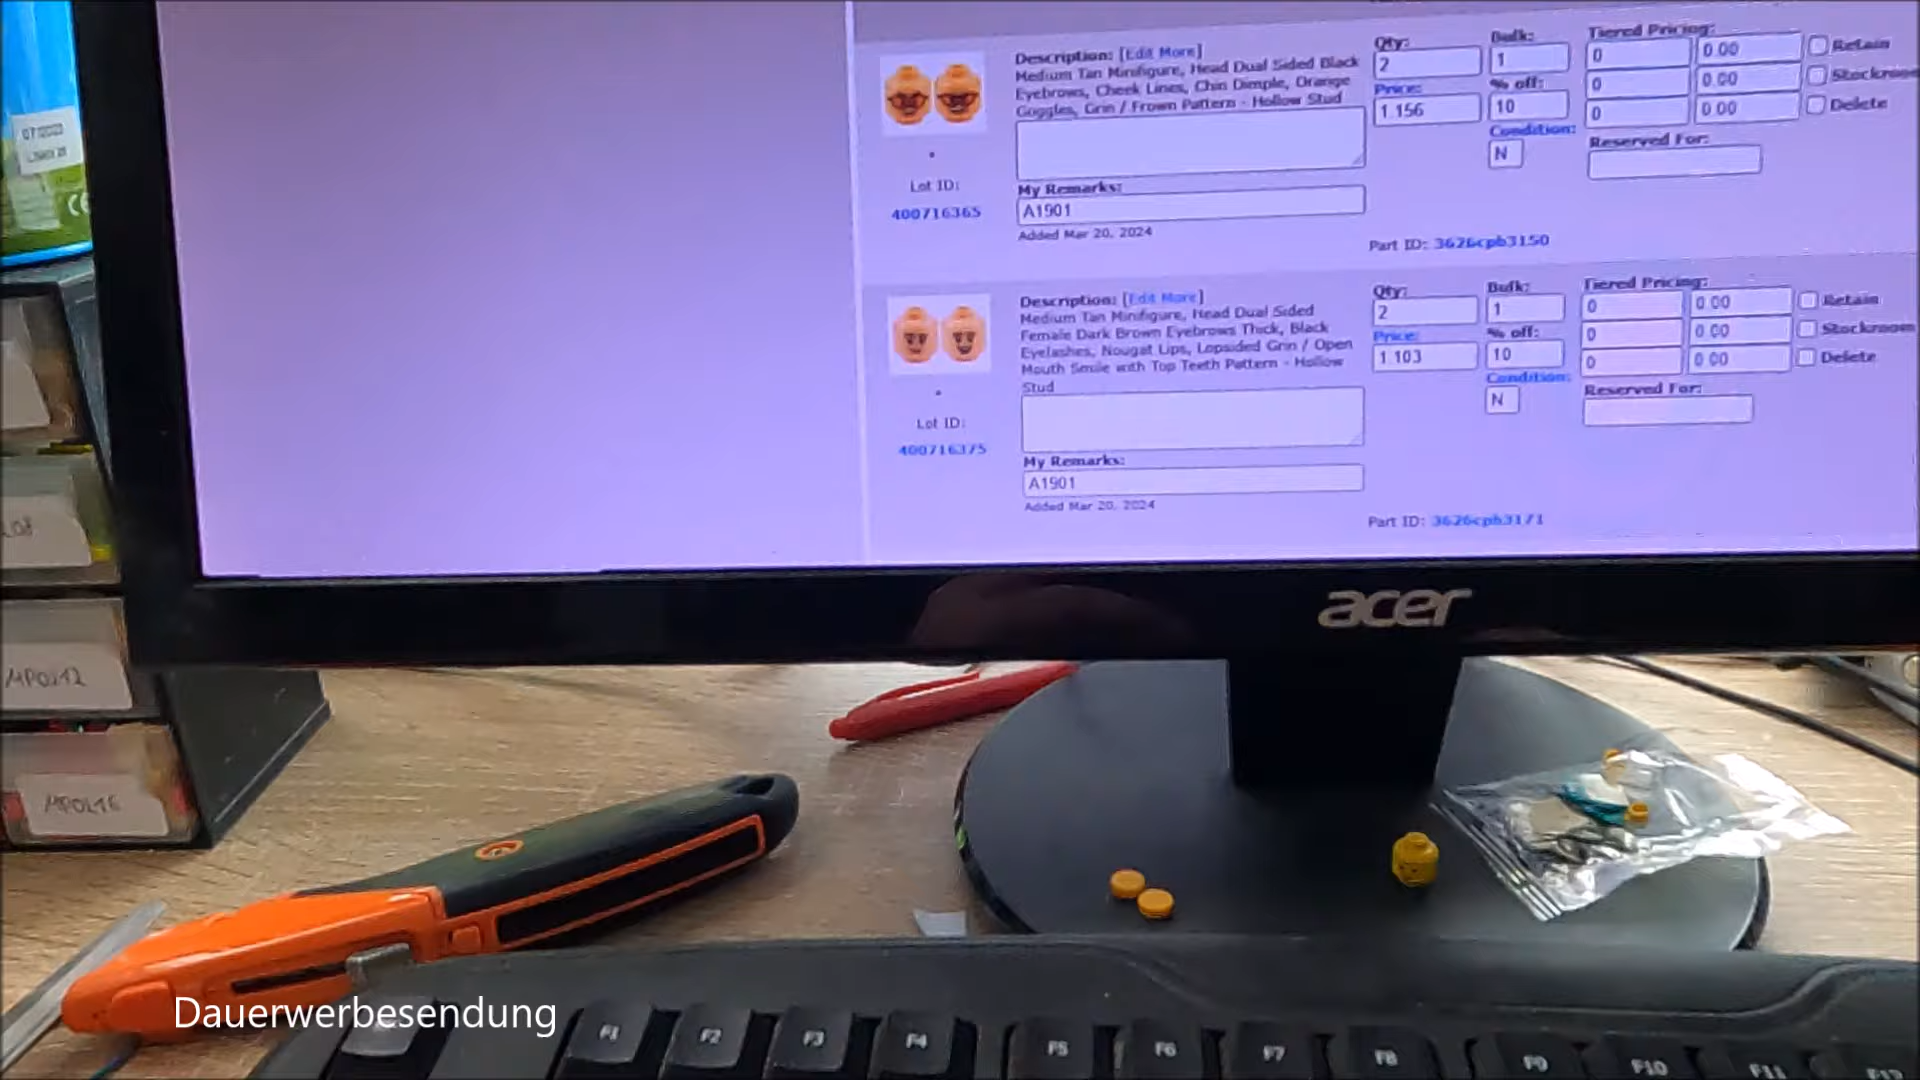 Description: [Edit More]
Medium Tan Minifigure, Head Dual Sided Black
Eyebrows, Cheek Lines, Chin Dimple, Orange
Goggles, Grin / Frown Pattern - Hollow Stud
Qty:
2
Bulk:
1
Tiered Pricing:
0 0.00
0 0.00
0 0.00
Retain
Stockroom
Delete
Price:
1.156
% off:
10
Condition:
N
Reserved For:
Lot ID:
400716365
My Remarks:
A1901
Added Mar 20, 2024
Part ID: 3626cpb3150
Description: [Edit More]
Medium Tan Minifigure, Head Dual Sided
Female Dark Brown Eyebrows Thick, Black
Eyelashes, Nougat Lips, Lopsided Grin / Open
Mouth Smile with Top Teeth Pattern - Hollow
Stud
Qty:
2
Bulk:
1
Tiered Pricing:
0 0.00
0 0.00
0 0.00
Retain
Stockroom
Delete
Price:
1.103
% off:
10
Condition:
N
Reserved For:
Lot ID:
400716375
My Remarks:
A1901
Added Mar 20, 2024
Part ID: 3626cpb3171
acer
Dauerwerbesendung
F1 F2 F3 F4 F5 F6 F7 F8 F9 F10 F11 F12